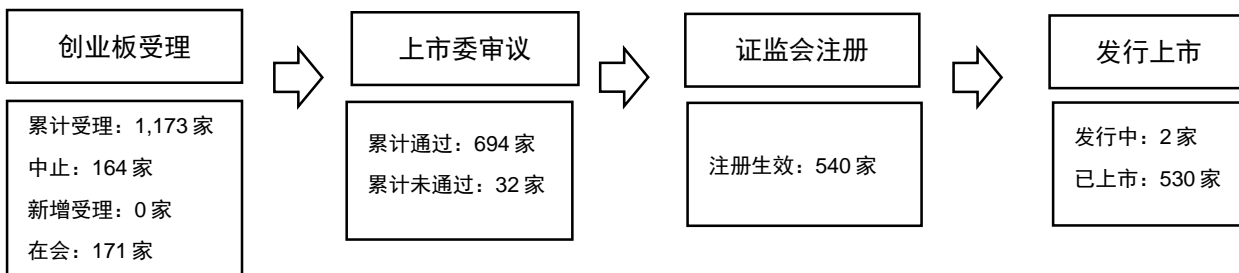 创业板受理
累计受理：1,173 家
中止：164 家
新增受理：0 家
在会：171 家
上市委审议
累计通过：694 家
累计未通过：32 家
证监会注册
注册生效：540 家
发行上市
发行中：2 家
已上市：530 家